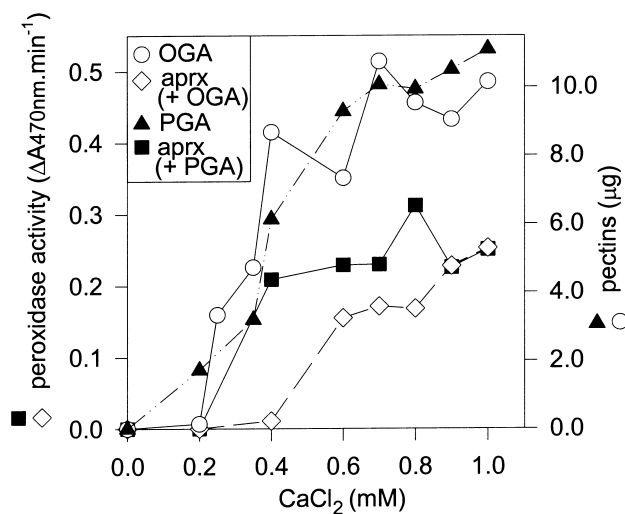 OGA
aprx
(+ OGA)
PGA
aprx
(+ PGA)
peroxidase activity (ΔA470nm.min⁻¹)
0.5
0.4
0.3
0.2
0.1
0.0
10.0
8.0
6.0
4.0
2.0
0.0
pectins (μg)
0.0 0.2 0.4 0.6 0.8 1.0
CaCl₂ (mM)